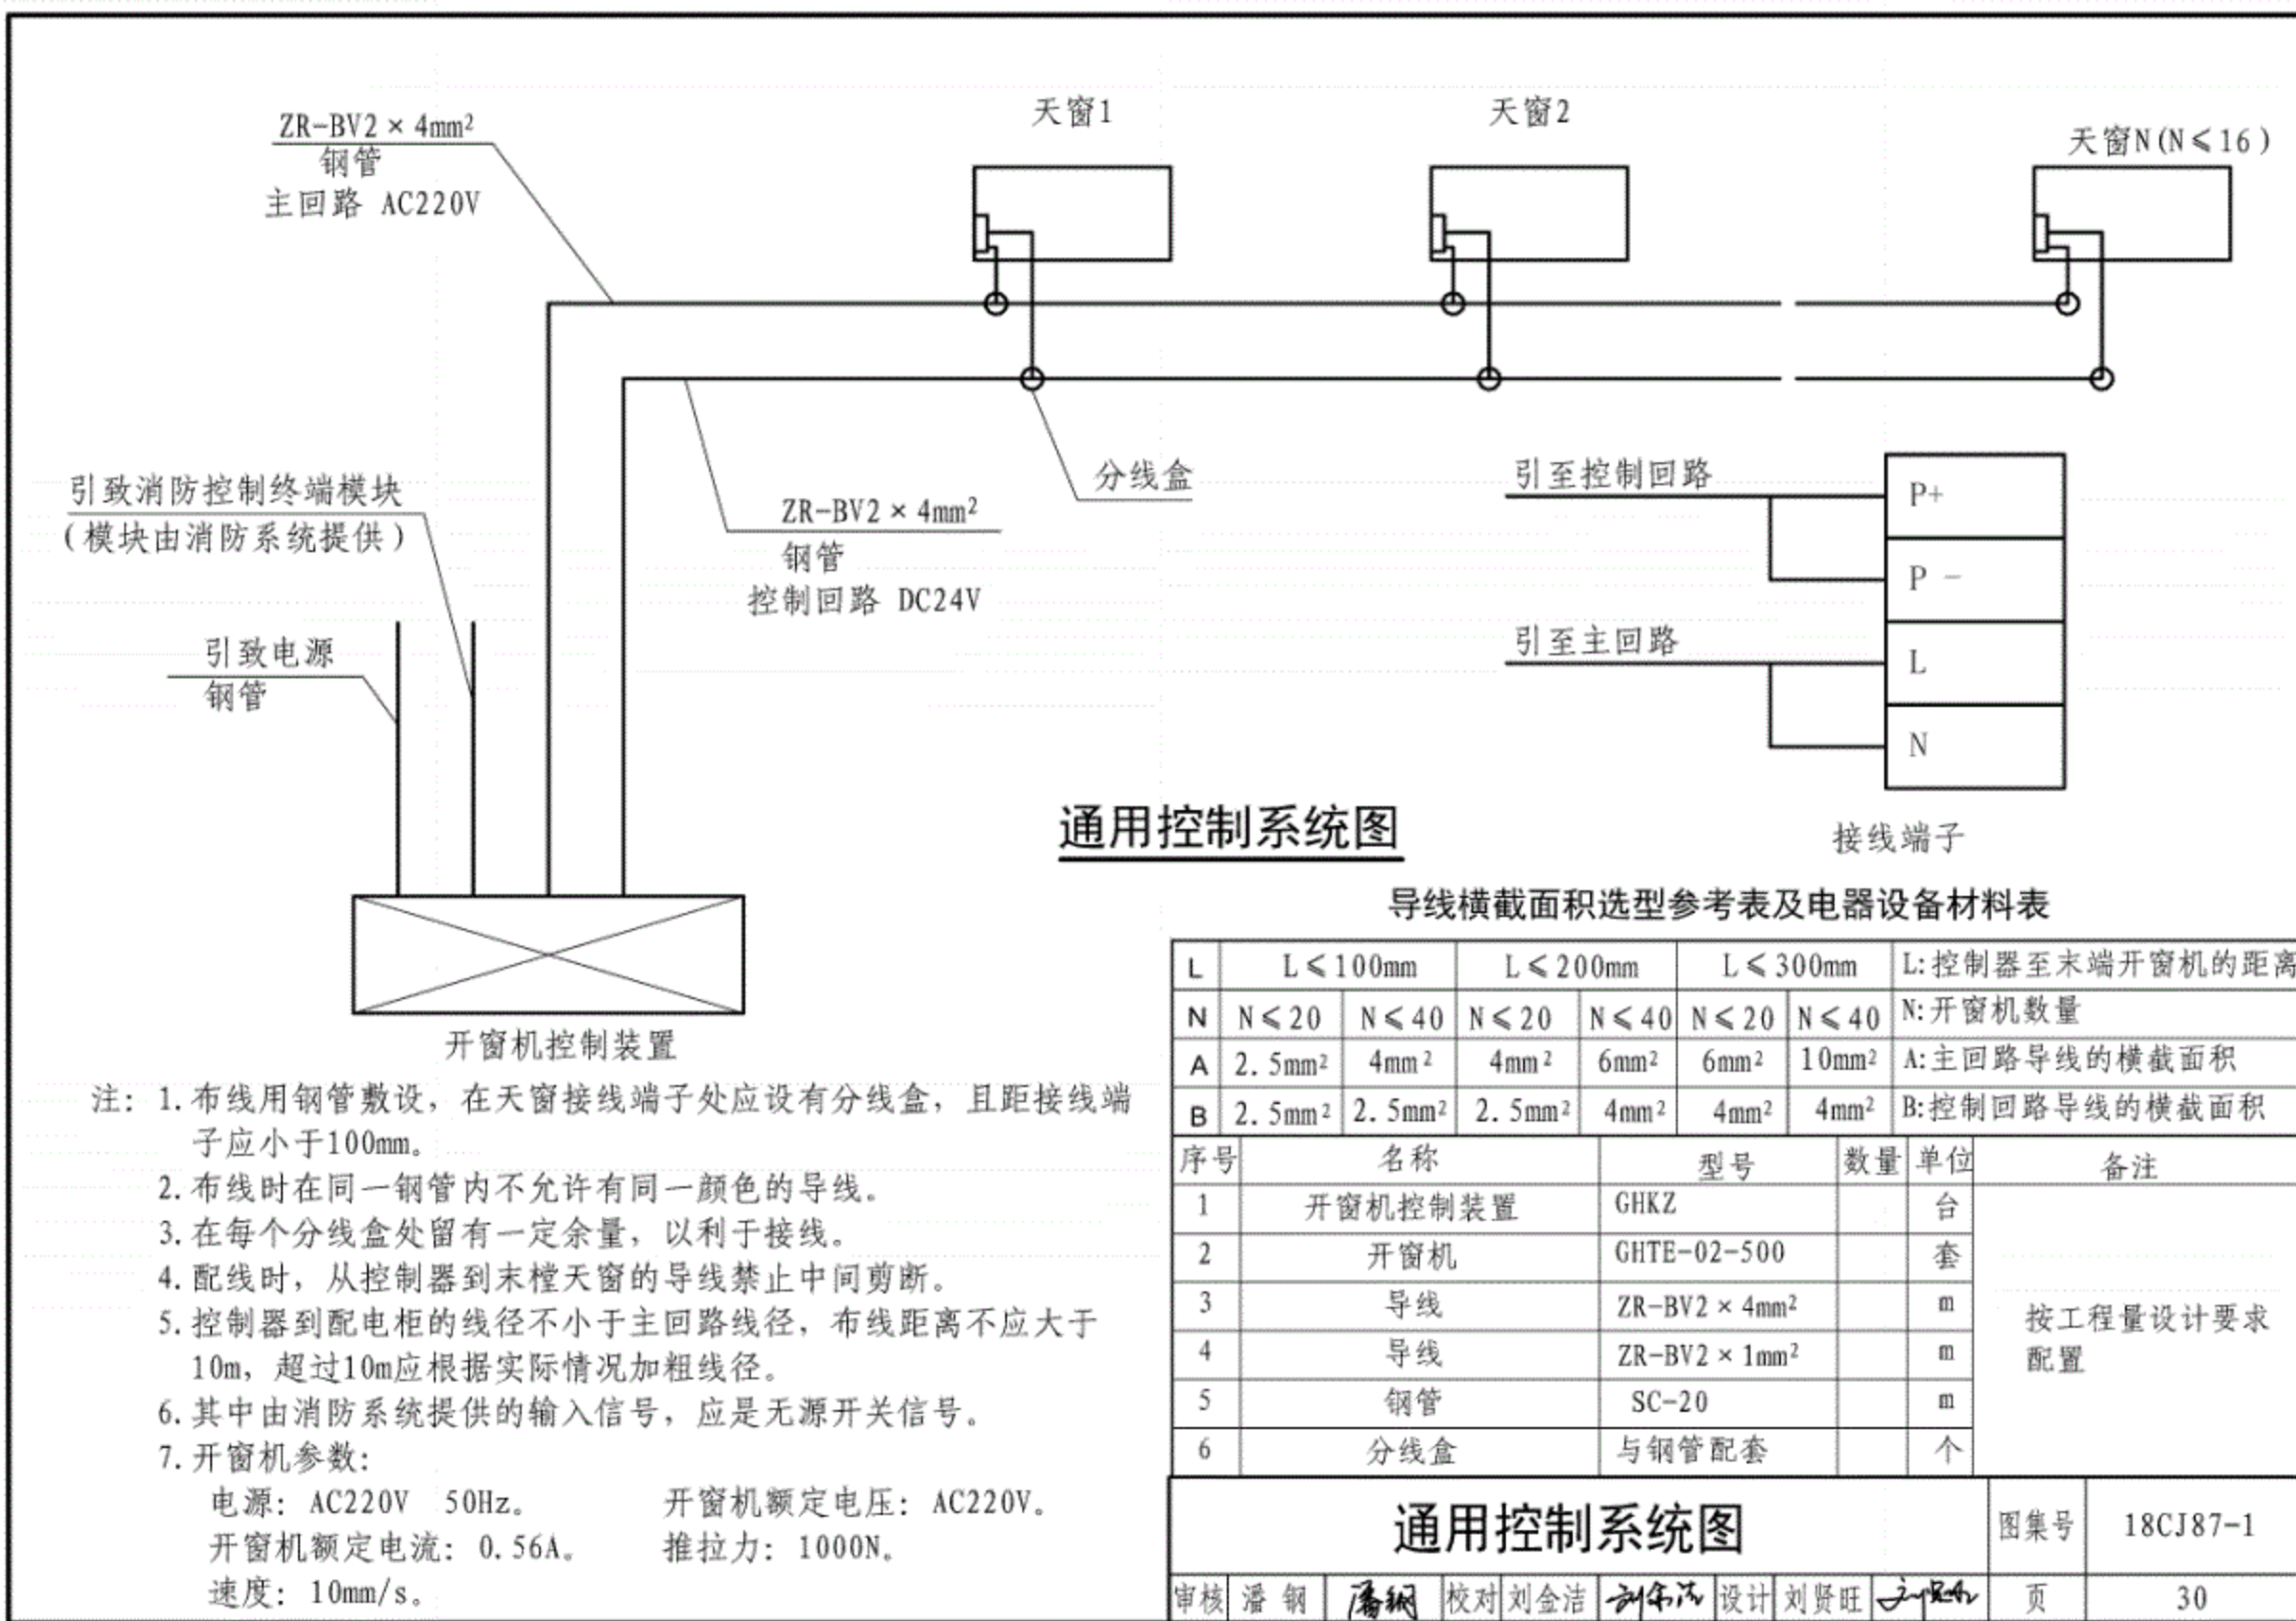 天窗1
天窗2
天窗N(N≤16)
ZR-BV2×4mm²
钢管
主回路 AC220V
引致消防控制终端模块
(模块由消防系统提供)
引致电源
钢管
分线盒
ZR-BV2×4mm²
钢管
控制回路 DC24V
引至控制回路
P+
P-
引至主回路
L
N
接线端子
通用控制系统图
开窗机控制装置
注: 1.布线用钢管敷设，在天窗接线端子处应设有分线盒，且距接线端
子应小于100mm。
2.布线时在同一钢管内不允许有同一颜色的导线。
3.在每个分线盒处留有一定余量，以利于接线。
4.配线时，从控制器到末樘天窗的导线禁止中间剪断。
5.控制器到配电柜的线径不小于主回路线径，布线距离不应大于
10m，超过10m应根据实际情况加粗线径。
6.其中由消防系统提供的输入信号，应是无源开关信号。
7.开窗机参数:
电源: AC220V 50Hz。 开窗机额定电压: AC220V。
开窗机额定电流: 0.56A。 推拉力: 1000N。
速度: 10mm/s。
导线横截面积选型参考表及电器设备材料表
L L≤100mm L≤200mm L≤300mm L:控制器至末端开窗机的距离
N N≤20 N≤40 N≤20 N≤40 N≤20 N≤40 N:开窗机数量
A 2.5mm² 4mm² 4mm² 6mm² 6mm² 10mm² A:主回路导线的横截面积
B 2.5mm² 2.5mm² 2.5mm² 4mm² 4mm² 4mm² B:控制回路导线的横截面积
序号 名称 型号 数量 单位 备注
1 开窗机控制装置 GHKZ 台
2 开窗机 GHTE-02-500 套
3 导线 ZR-BV2×4mm² m
4 导线 ZR-BV2×1mm² m
5 钢管 SC-20 m
6 分线盒 与钢管配套 个
按工程量设计要求
配置
通用控制系统图 图集号 18CJ87-1
审核 潘 钢 潘钢 校对 刘金洁 刘金洁 设计 刘贤旺 页 30